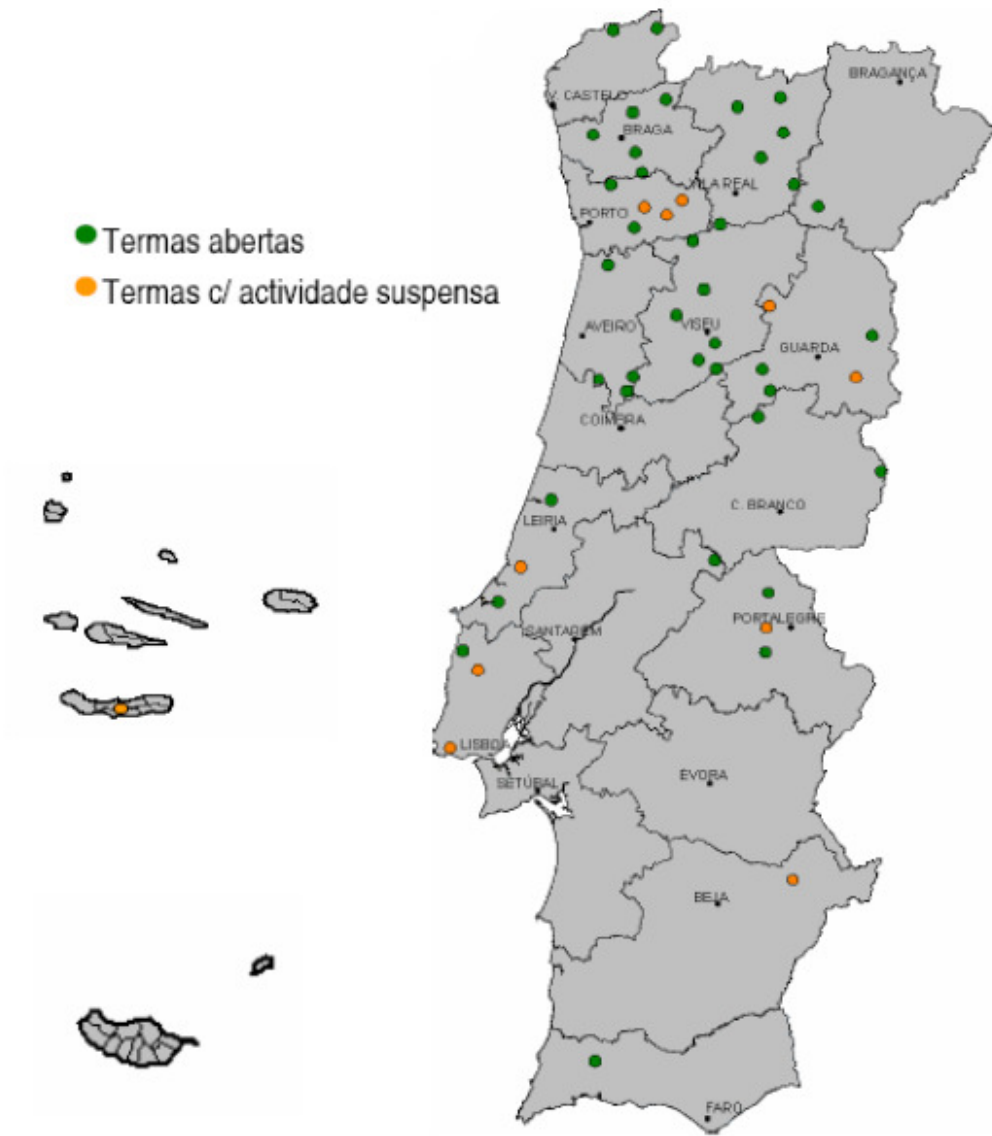 BRAGANÇA
V. CASTELO
BRAGA
VILA REAL
PORTO
Termas abertas
Termas c/ actividade suspensa
AVEIRO
VISEU
GUARDA
COIMBRA
C. BRANCO
LEIRIA
SANTAREM
PORTALEGRE
LISBOA
SETÚBAL
ÉVORA
BEJA
FARO